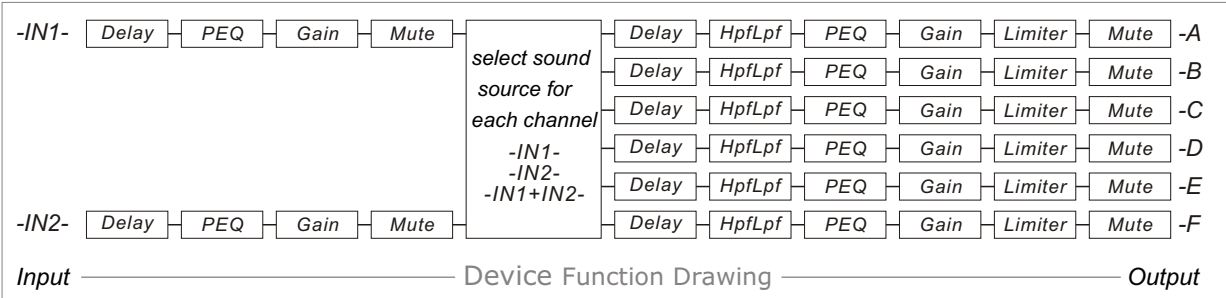 -IN1- Delay PEQ Gain Mute Delay HpfLpf PEQ Gain Limiter Mute -A
select sound
source for
each channel
-IN1-
-IN2-
-IN1+IN2-
Delay HpfLpf PEQ Gain Limiter Mute -B
Delay HpfLpf PEQ Gain Limiter Mute -C
Delay HpfLpf PEQ Gain Limiter Mute -D
Delay HpfLpf PEQ Gain Limiter Mute -E
-IN2- Delay PEQ Gain Mute Delay HpfLpf PEQ Gain Limiter Mute -F
Input Device Function Drawing Output